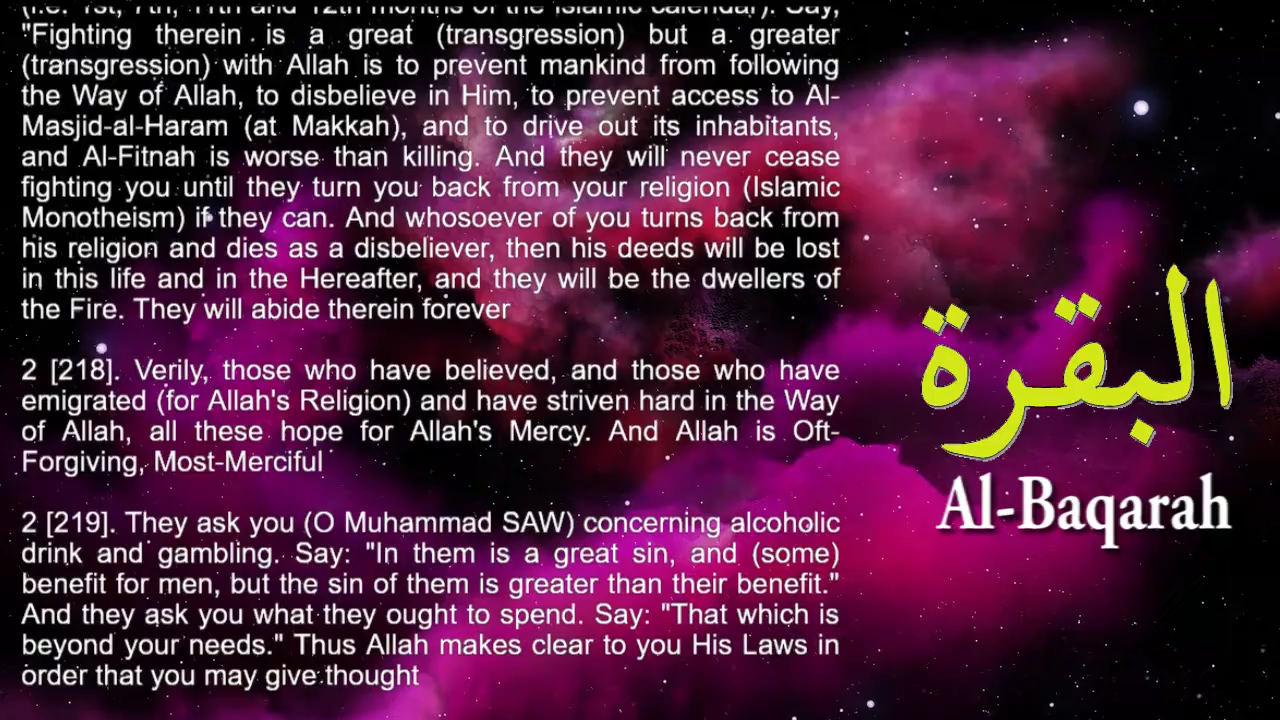 (i.e. 1st, 7th, 11th and 12th months of the Islamic calendar). Say,
"Fighting therein is a great (transgression) but a greater
(transgression) with Allah is to prevent mankind from following
the Way of Allah, to disbelieve in Him, to prevent access to Al-
Masjid-al-Haram (at Makkah), and to drive out its inhabitants,
and Al-Fitnah is worse than killing. And they will never cease
fighting you until they turn you back from your religion (Islamic
Monotheism) if they can. And whosoever of you turns back from
his religion and dies as a disbeliever, then his deeds will be lost
in this life and in the Hereafter, and they will be the dwellers of
the Fire. They will abide therein forever
2 [218]. Verily, those who have believed, and those who have
emigrated (for Allah's Religion) and have striven hard in the Way
of Allah, all these hope for Allah's Mercy. And Allah is Oft-
Forgiving, Most-Merciful
2 [219]. They ask you (O Muhammad SAW) concerning alcoholic
drink and gambling. Say: "In them is a great sin, and (some)
benefit for men, but the sin of them is greater than their benefit."
And they ask you what they ought to spend. Say: "That which is
beyond your needs." Thus Allah makes clear to you His Laws in
order that you may give thought
البقرة
Al-Baqarah